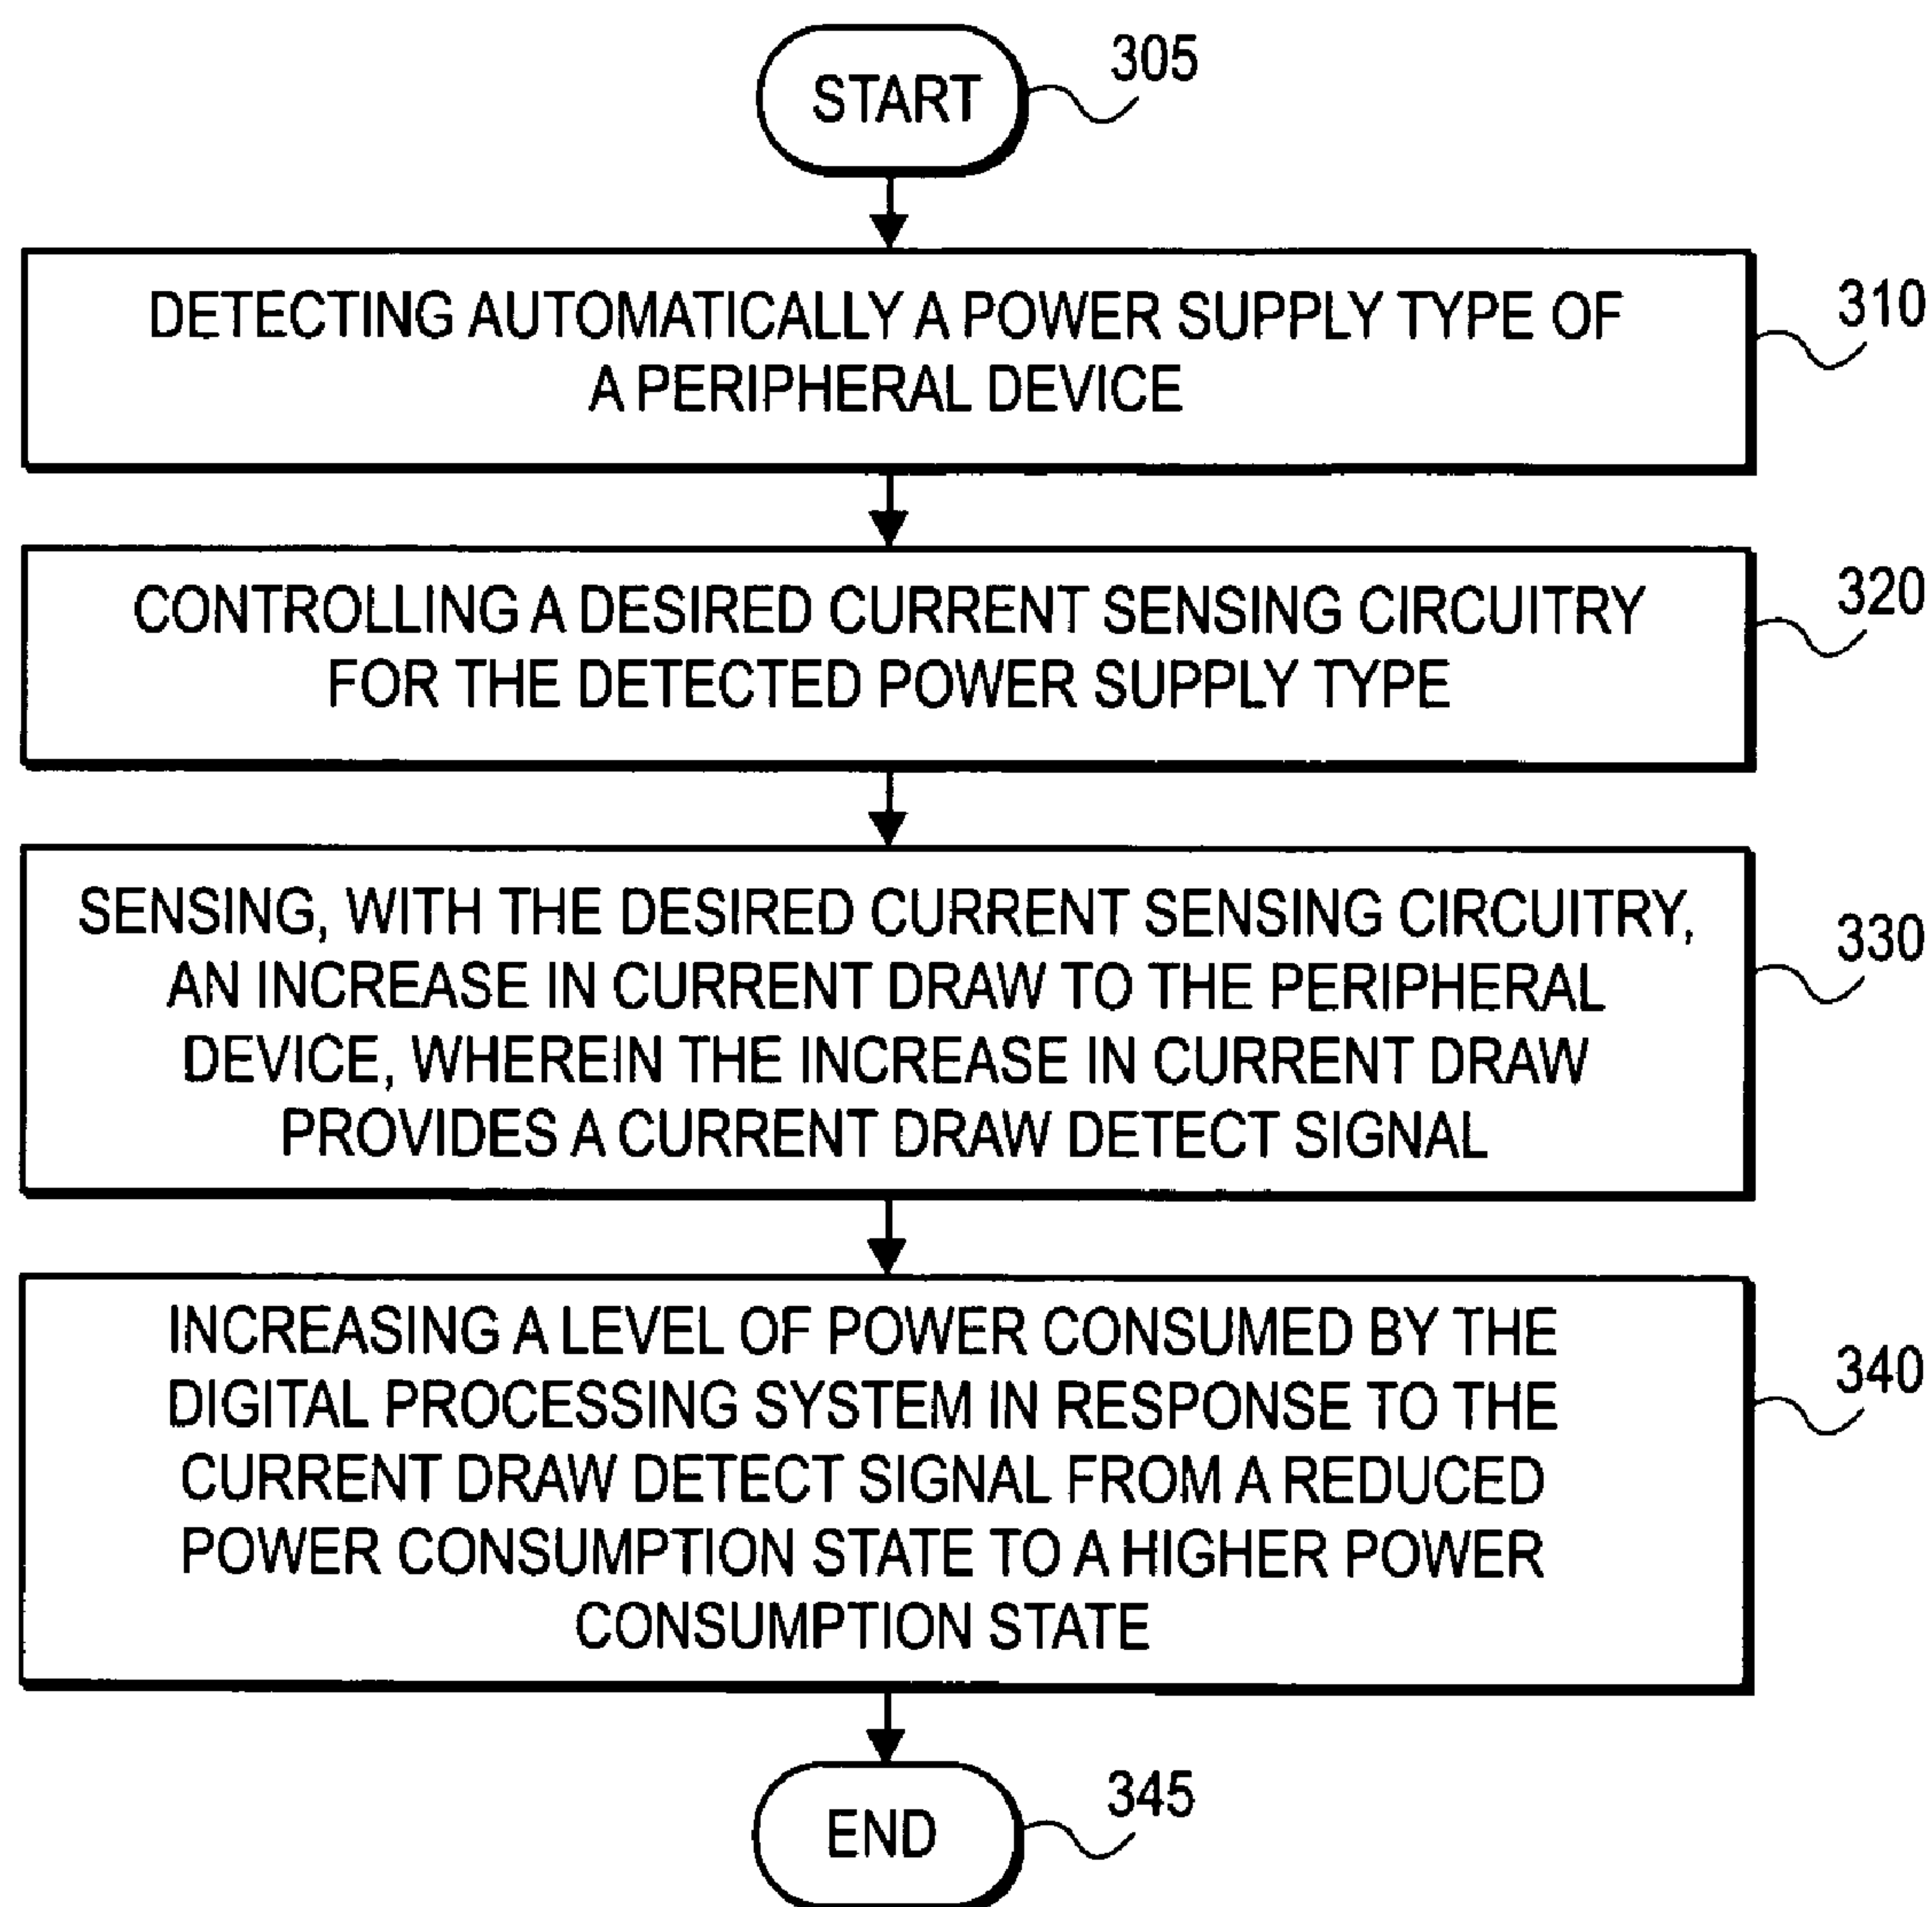 START
305
DETECTING AUTOMATICALLY A POWER SUPPLY TYPE OF
A PERIPHERAL DEVICE
310
CONTROLLING A DESIRED CURRENT SENSING CIRCUITRY
FOR THE DETECTED POWER SUPPLY TYPE
320
SENSING, WITH THE DESIRED CURRENT SENSING CIRCUITRY,
AN INCREASE IN CURRENT DRAW TO THE PERIPHERAL
DEVICE, WHEREIN THE INCREASE IN CURRENT DRAW
PROVIDES A CURRENT DRAW DETECT SIGNAL
330
INCREASING A LEVEL OF POWER CONSUMED BY THE
DIGITAL PROCESSING SYSTEM IN RESPONSE TO THE
CURRENT DRAW DETECT SIGNAL FROM A REDUCED
POWER CONSUMPTION STATE TO A HIGHER POWER
CONSUMPTION STATE
340
END
345